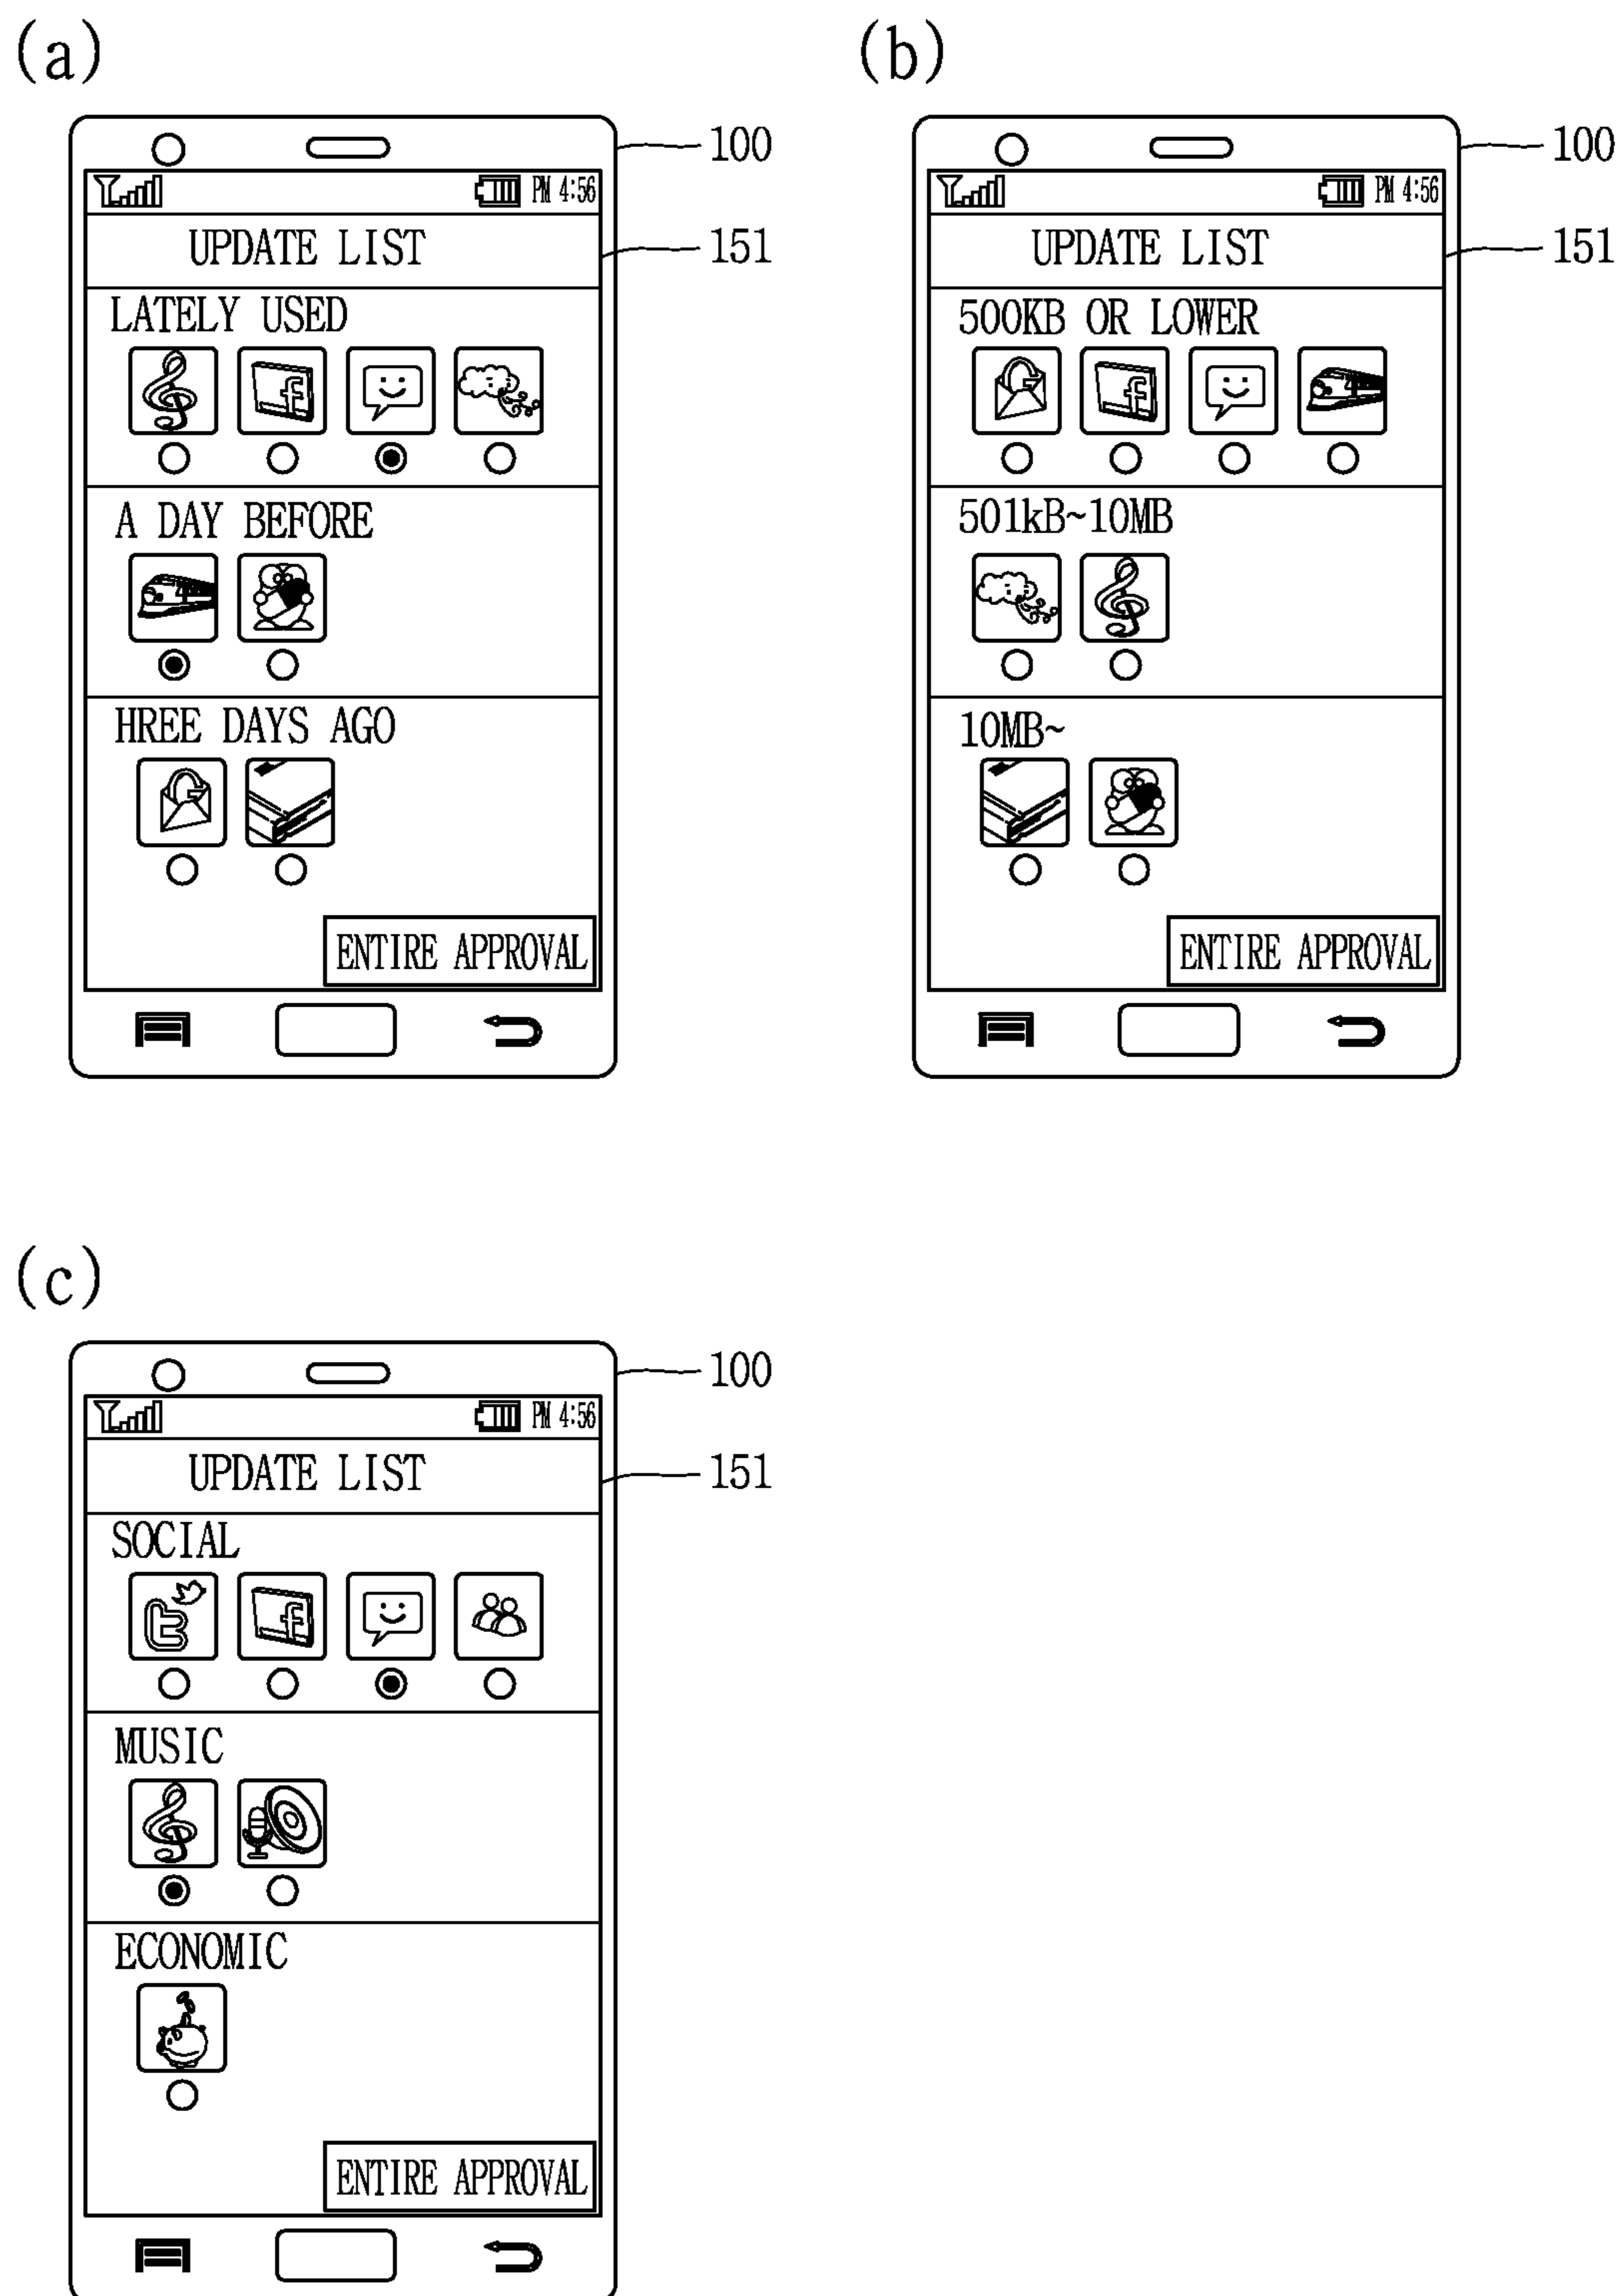 (a)
100
PM 4:56
UPDATE LIST
151
LATELY USED
A DAY BEFORE
HREE DAYS AGO
ENTIRE APPROVAL
(b)
100
PM 4:56
UPDATE LIST
151
500KB OR LOWER
501kB~10MB
10MB~
ENTIRE APPROVAL
(c)
100
PM 4:56
UPDATE LIST
151
SOCIAL
MUSIC
ECONOMIC
ENTIRE APPROVAL